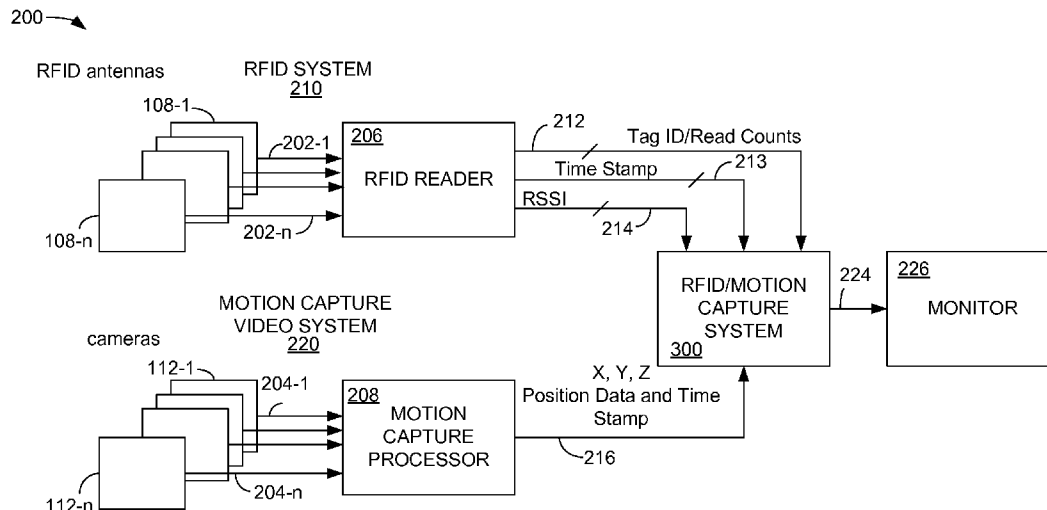 200
RFID antennas
RFID SYSTEM
210
108-1
202-1
206
RFID READER
212
Tag ID/Read Counts
Time Stamp
213
RSSI
214
108-n
202-n
RFID/MOTION
CAPTURE
SYSTEM
300
224
226
MONITOR
MOTION CAPTURE
VIDEO SYSTEM
220
cameras
112-1
204-1
208
MOTION
CAPTURE
PROCESSOR
X, Y, Z
Position Data and Time
Stamp
216
112-n
204-n